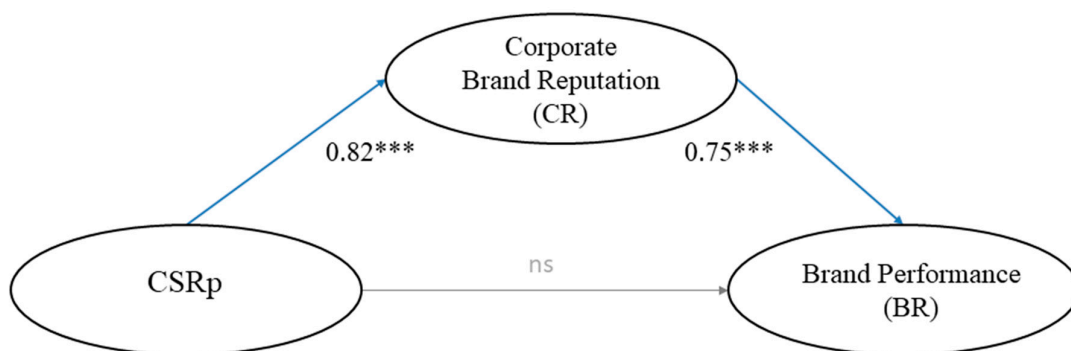 Corporate
Brand Reputation
(CR)
0.82***
0.75***
CSRp
ns
Brand Performance
(BR)